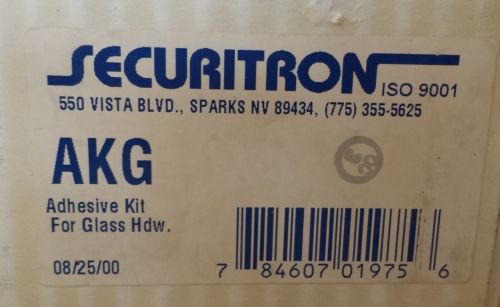 SECURITRON
ISO 9001
550 VISTA BLVD., SPARKS NV 89434, (775) 355-5625
AKG
Adhesive Kit
For Glass Hdw.
08/25/00
7 84607 01975 6